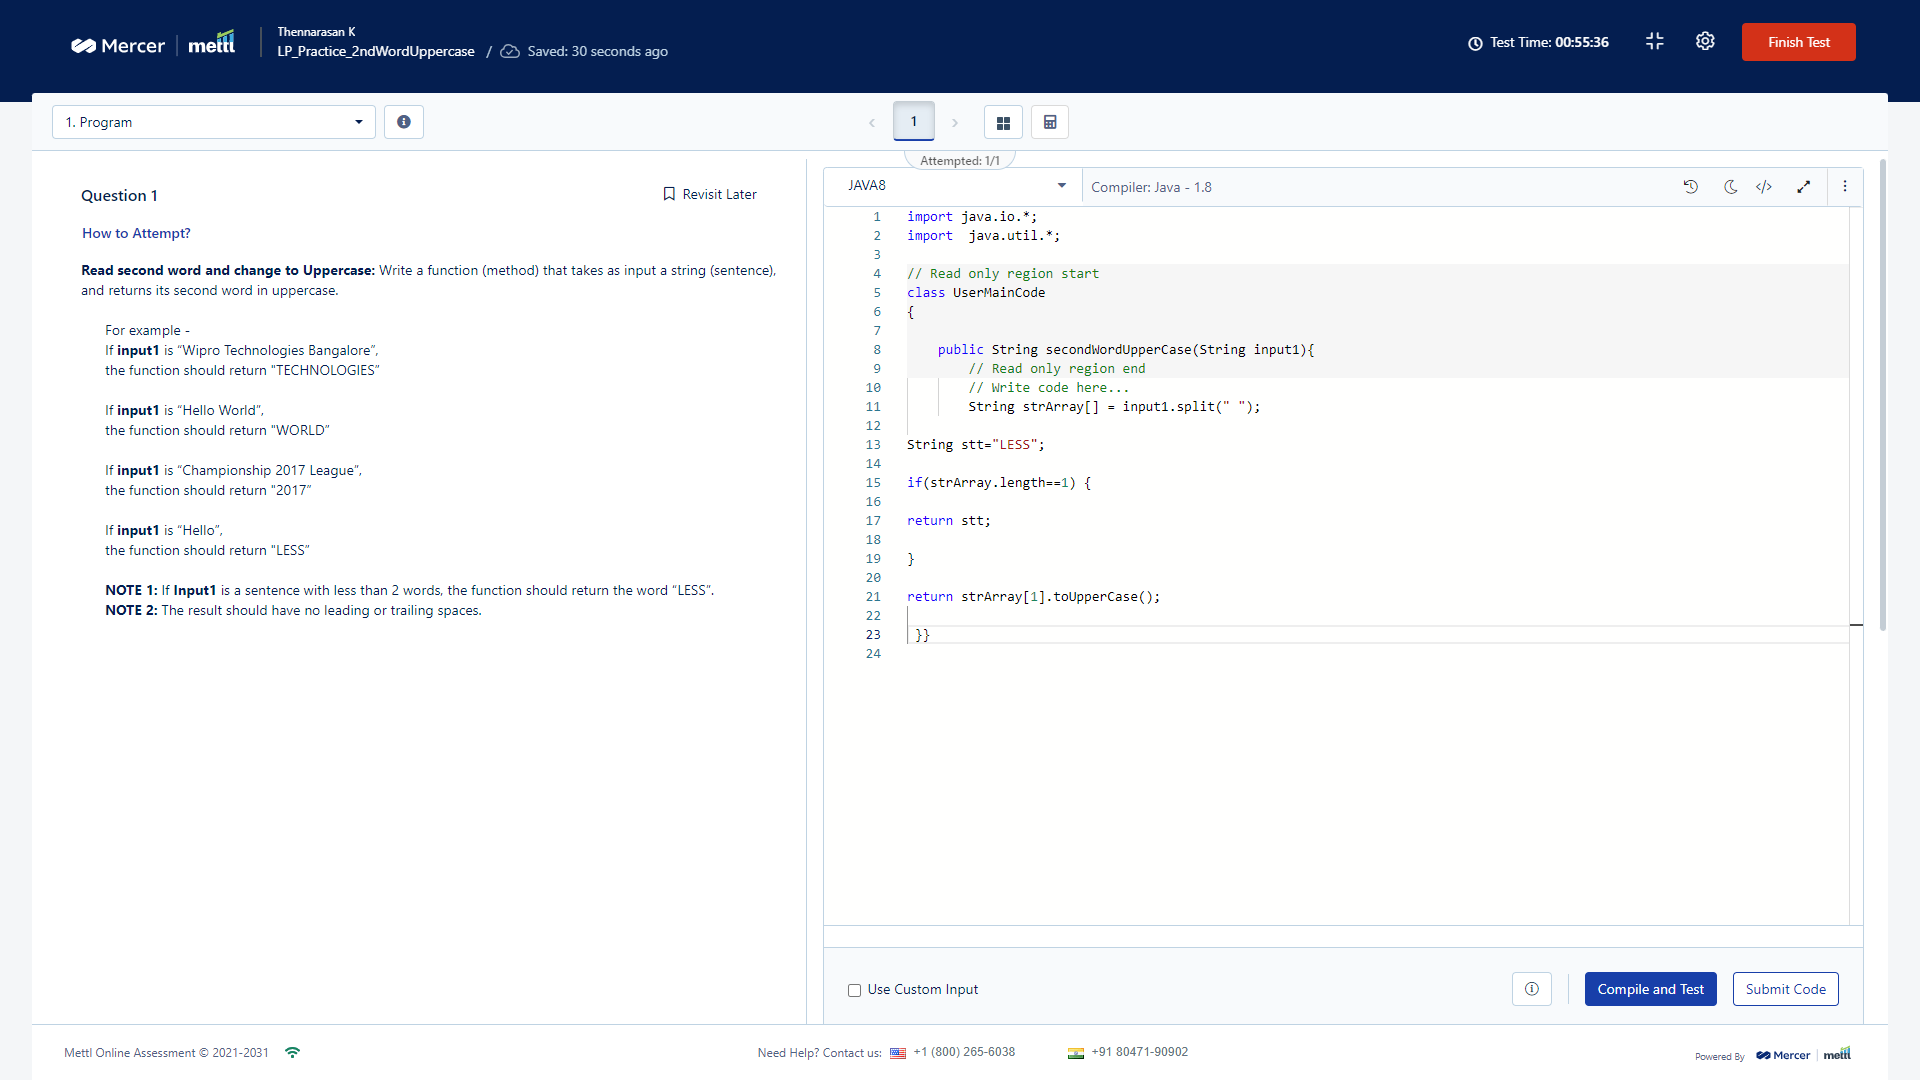 Mercer mettl
Thennarasan K
LP_Practice_2ndWordUppercase / Saved: 30 seconds ago
Test Time: 00:55:36
Finish Test
1. Program
1
Attempted: 1/1
Question 1
Revisit Later
How to Attempt?
Read second word and change to Uppercase: Write a function (method) that takes as input a string (sentence),
and returns its second word in uppercase.
For example -
If input1 is “Wipro Technologies Bangalore”,
the function should return “TECHNOLOGIES”
If input1 is “Hello World”,
the function should return “WORLD”
If input1 is “Championship 2017 League”,
the function should return “2017”
If input1 is “Hello”,
the function should return “LESS”
NOTE 1: If Input1 is a sentence with less than 2 words, the function should return the word “LESS”.
NOTE 2: The result should have no leading or trailing spaces.
JAVA8
Compiler: Java - 1.8
1 import java.io.*;
2 import  java.util.*;
3
4 // Read only region start
5 class UserMainCode
6 {
7
8     public String secondWordUpperCase(String input1){
9         // Read only region end
10         // Write code here...
11         String strArray[] = input1.split(" ");
12
13 String stt="LESS";
14
15 if(strArray.length==1) {
16
17 return stt;
18
19 }
20
21 return strArray[1].toUpperCase();
22
23  }}
24
Use Custom Input
Compile and Test
Submit Code
Mettl Online Assessment © 2021-2031
Need Help? Contact us: +1 (800) 265-6038
+91 80471-90902
Powered By Mercer mettl